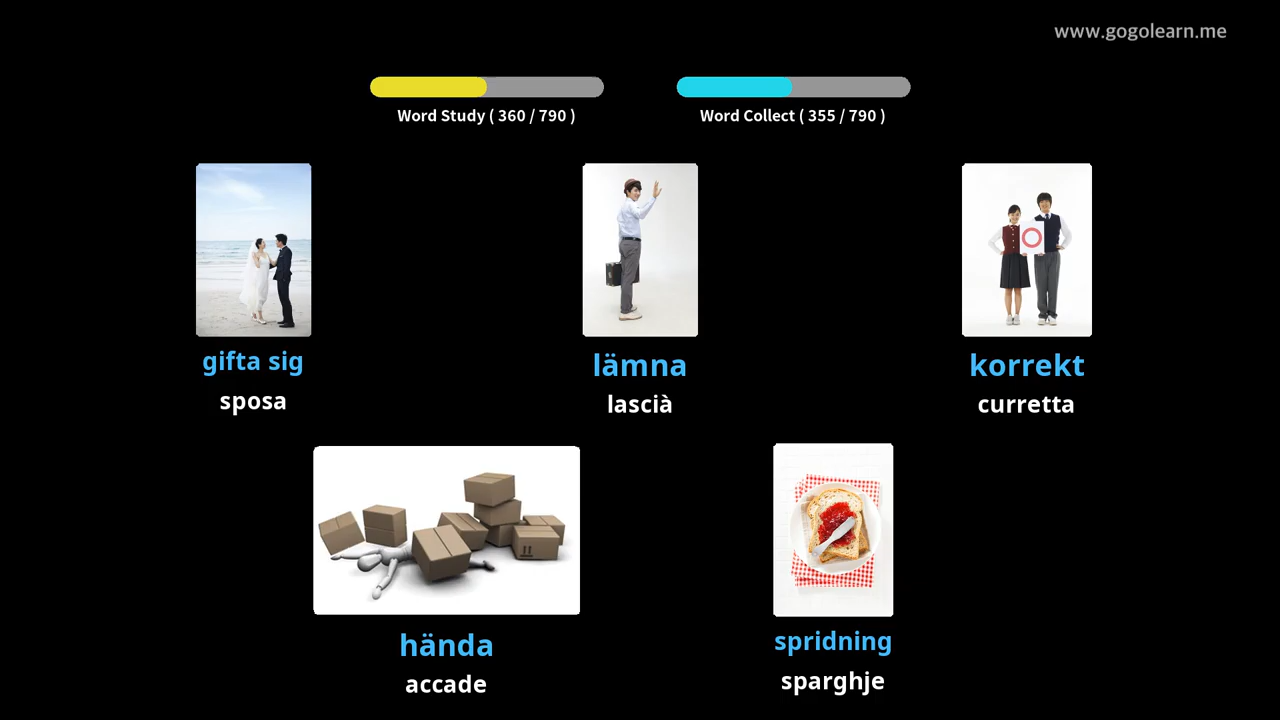 www.gogolearn.me
Word Study ( 360 / 790 )
Word Collect ( 355 / 790 )
gifta sig
sposa
lämna
lascià
korrekt
curretta
hända
accade
spridning
sparghje